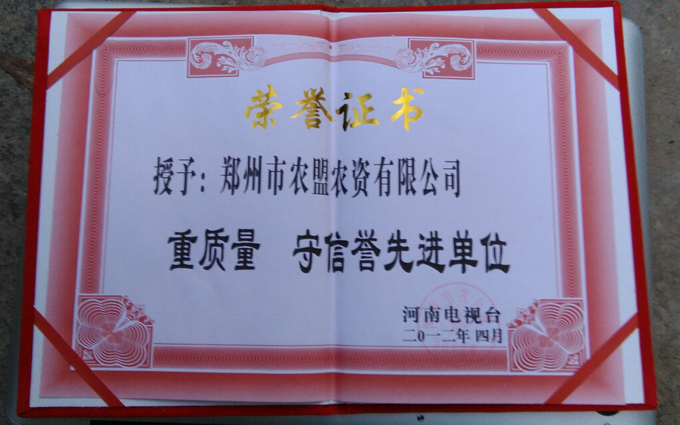 荣誉证书
授予：郑州市农盟农资有限公司
重质量 守信誉先进单位
河南电视台
二0一二年 四月